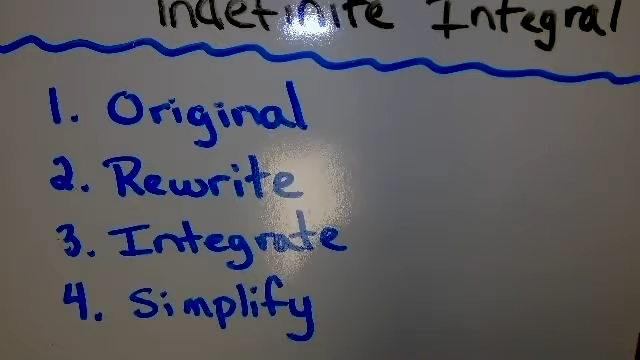 Indefinite Integral
1. Original
2. Rewrite
3. Integrate
4. Simplify